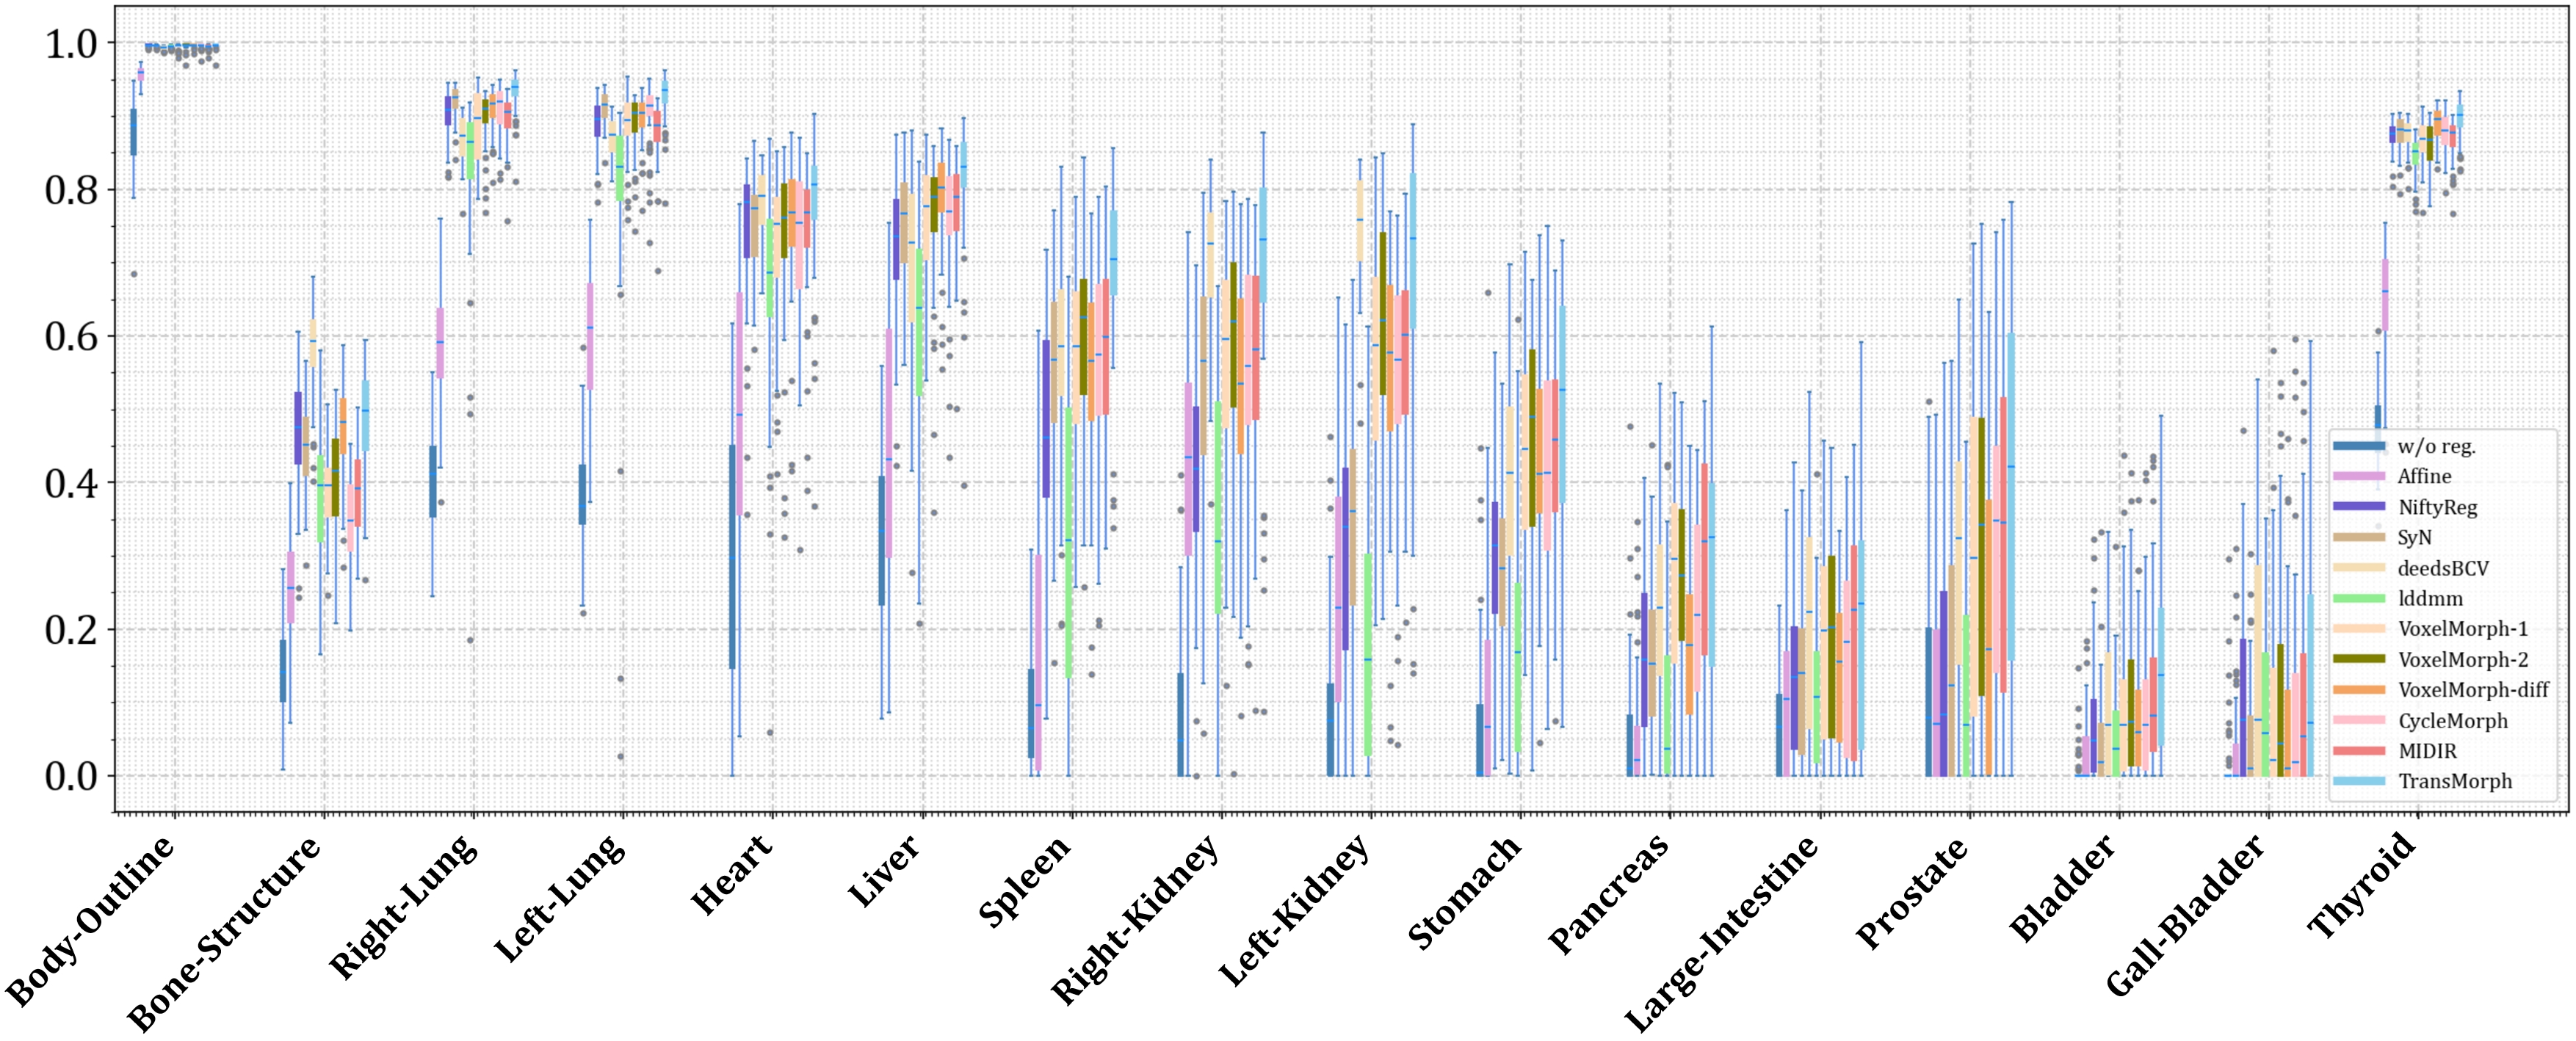 1.0
0.8
0.6
0.4
0.2
0.0
Body-Outline
Bone-Structure
Right-Lung
Left-Lung
Heart
Liver
Spleen
Right-Kidney
Left-Kidney
Stomach
Pancreas
Large-Intestine
Prostate
Bladder
Gall-Bladder
Thyroid
w/o reg.
Affine
NiftyReg
SyN
deedsBCV
lddmm
VoxelMorph-1
VoxelMorph-2
VoxelMorph-diff
CycleMorph
MIDIR
TransMorph